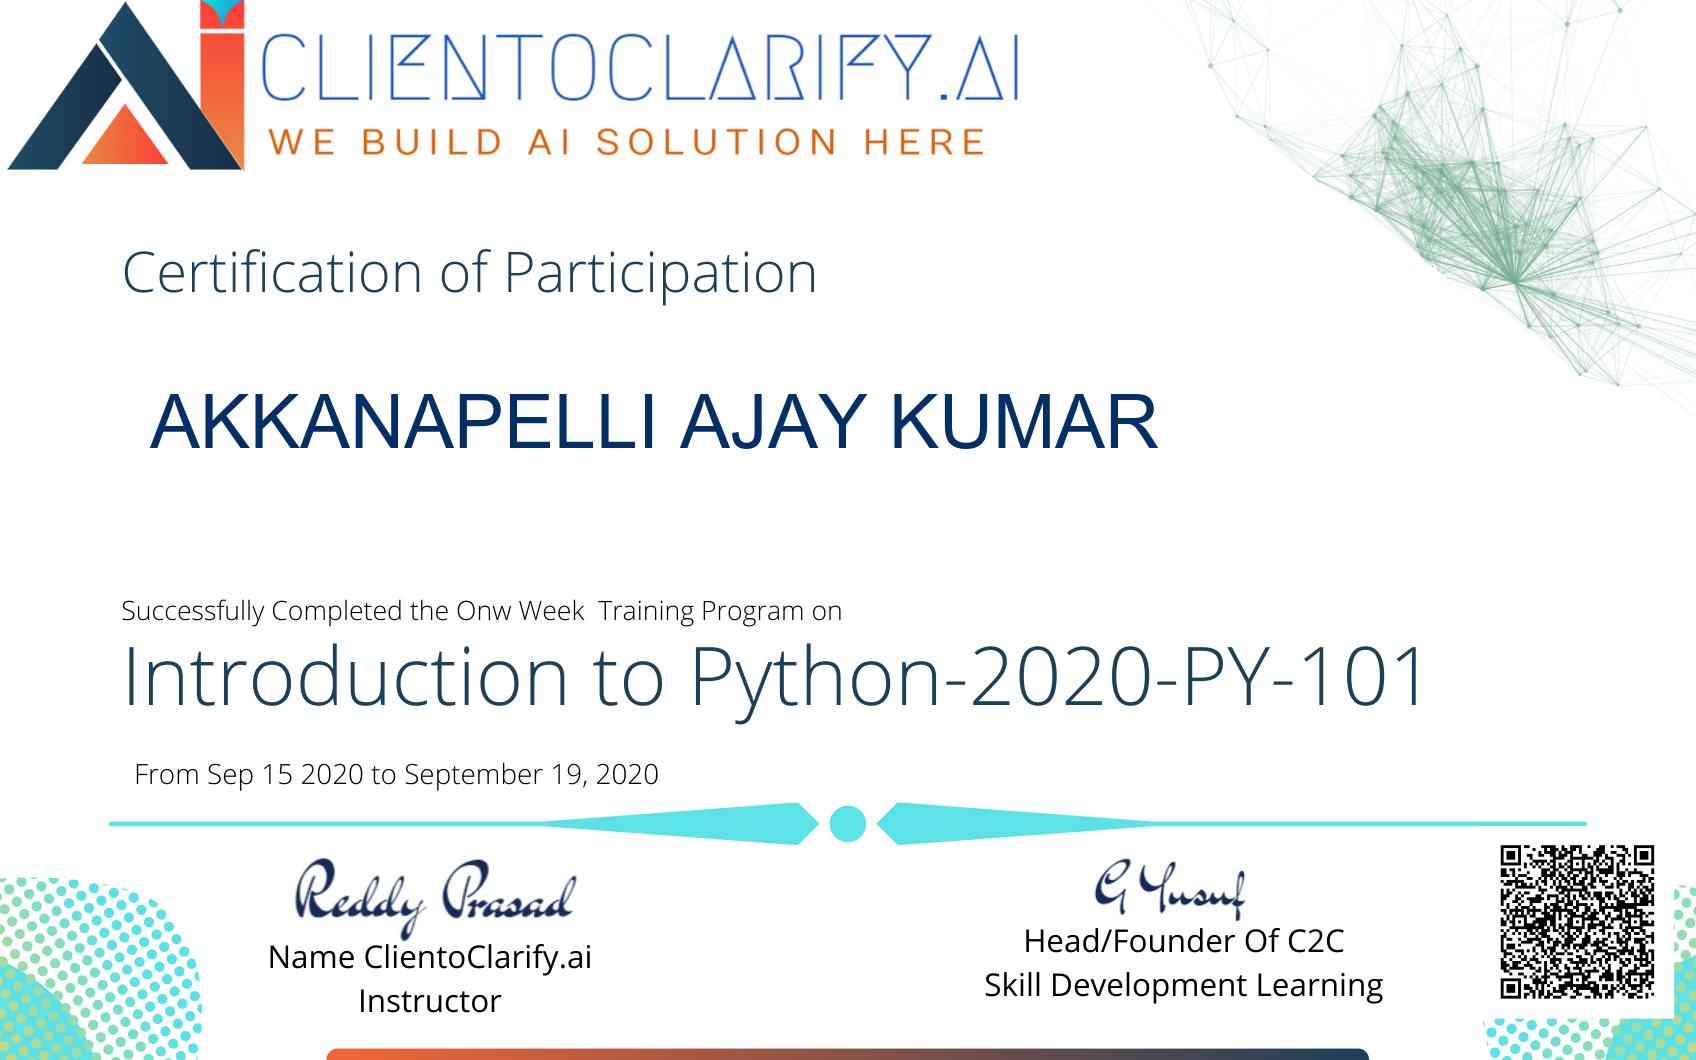 CLIENTOCLARIFY.AI
WE BUILD AI SOLUTION HERE
Certification of Participation
AKKANAPELLI AJAY KUMAR
Successfully Completed the Onw Week Training Program on
Introduction to Python-2020-PY-101
From Sep 15 2020 to September 19, 2020
Reddy Prasad
Name ClientoClarify.ai
Instructor
G Yusuf
Head/Founder Of C2C
Skill Development Learning